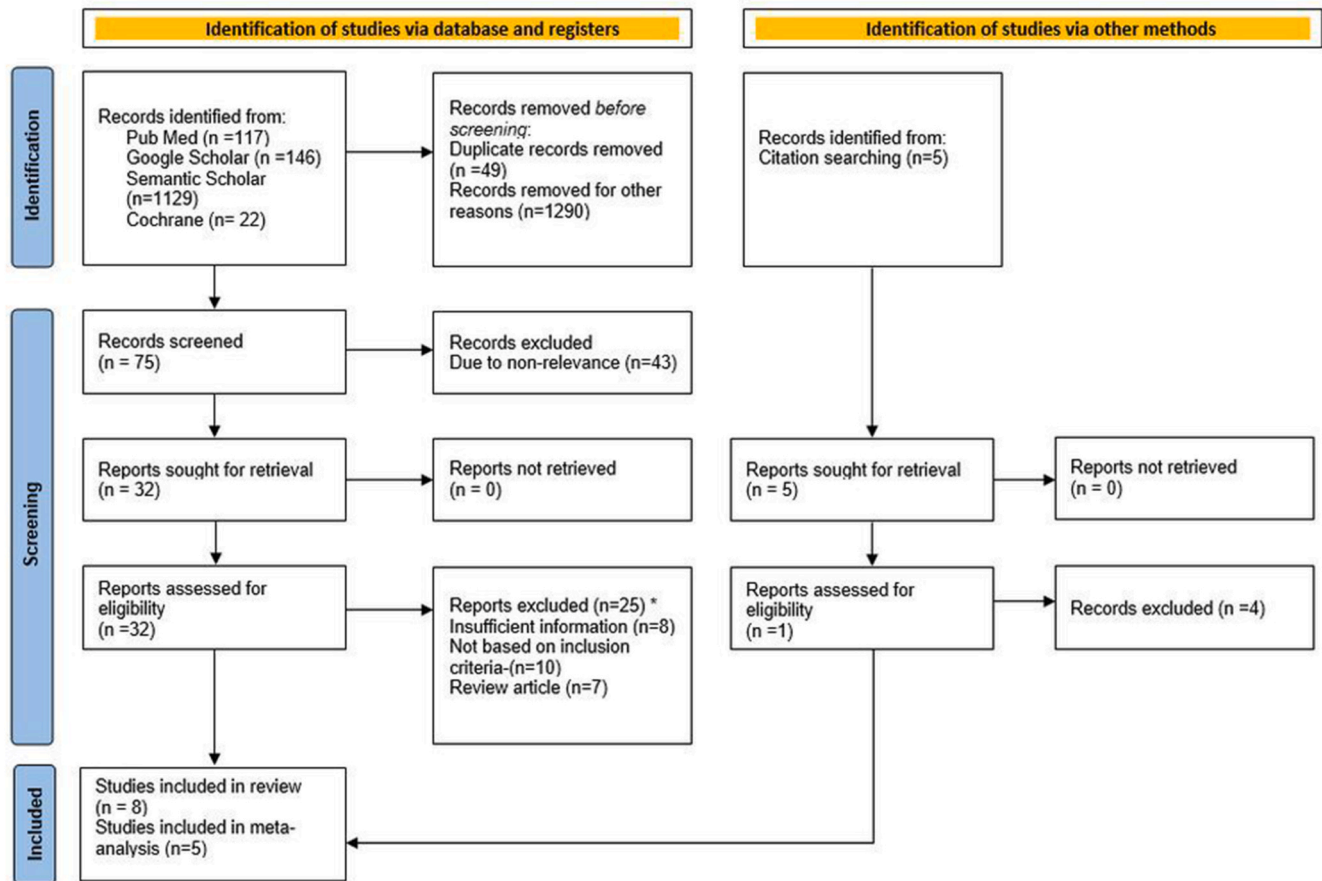 Identification of studies via database and registers
Identification of studies via other methods
Identification
Records identified from:
Pub Med (n =117)
Google Scholar (n =146)
Semantic Scholar
(n=1129)
Cochrane (n= 22)
Records removed before
screening:
Duplicate records removed
(n =49)
Records removed for other
reasons (n=1290)
Records identified from:
Citation searching (n=5)
Screening
Records screened
(n = 75)
Records excluded
Due to non-relevance (n=43)
Reports sought for retrieval
(n = 32)
Reports not retrieved
(n = 0)
Reports sought for retrieval
(n = 5)
Reports not retrieved
(n = 0)
Reports assessed for
eligibility
(n =32)
Reports excluded (n=25) *
Insufficient information (n=8)
Not based on inclusion
criteria-(n=10)
Review article (n=7)
Reports assessed for
eligibility
(n =1)
Records excluded (n =4)
Included
Studies included in review
(n = 8)
Studies included in meta-
analysis (n=5)